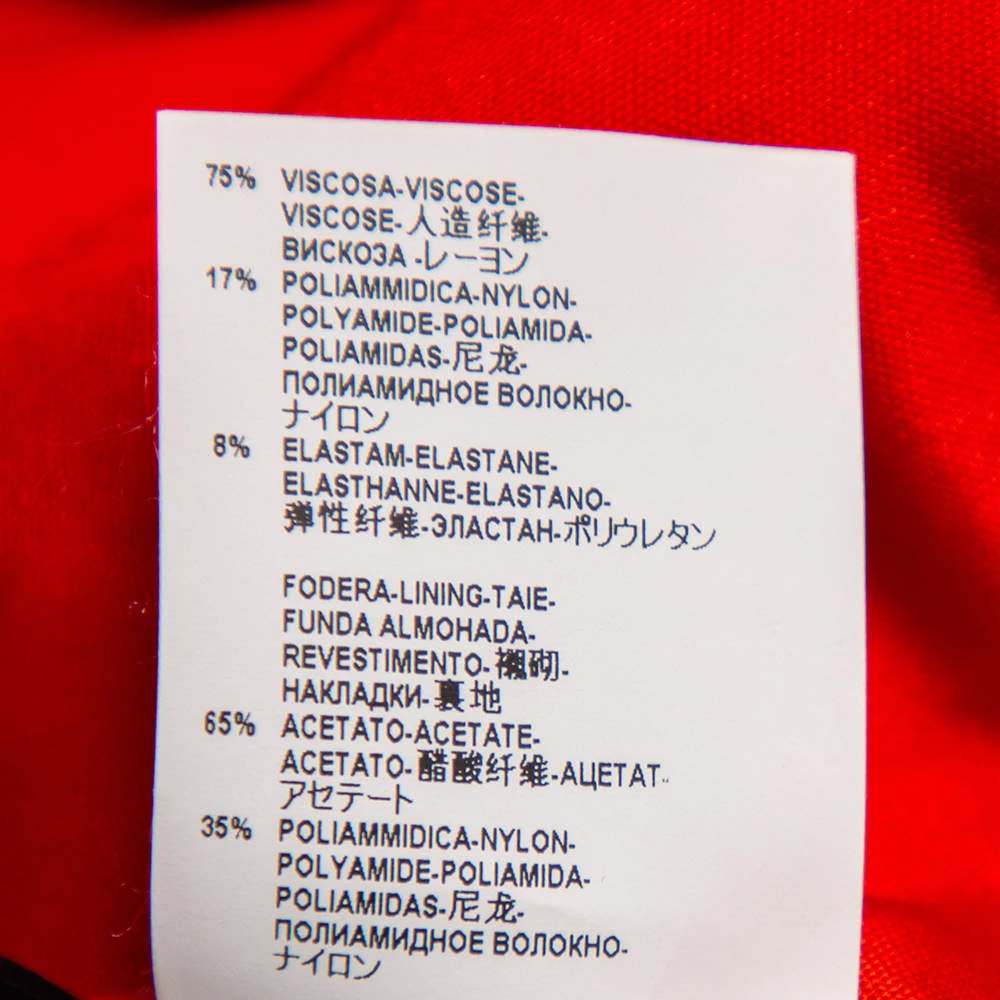 75% VISCOSA-VISCOSE-
VISCOSE-人造纤维-
ВИСКОЗА -レーヨン
17% POLIAMMIDICA-NYLON-
POLYAMIDE-POLIAMIDA-
POLIAMIDAS-尼龙-
ПОЛИАМИДНОЕ ВОЛОКНО-
ナイロン
8% ELASTAM-ELASTANE-
ELASTHANNE-ELASTANO-
弹性纤维-ЭЛАСТАН-ポリウレタン
FODERA-LINING-TAIE-
FUNDA ALMOHADA-
REVESTIMENTO-襯砌-
НАКЛАДКИ-裏地
65% ACETATO-ACETATE-
ACETATO-醋酸纤维-АЦЕТАТ-
アセテート
35% POLIAMMIDICA-NYLON-
POLYAMIDE-POLIAMIDA-
POLIAMIDAS-尼龙-
ПОЛИАМИДНОЕ ВОЛОКНО-
ナイロン